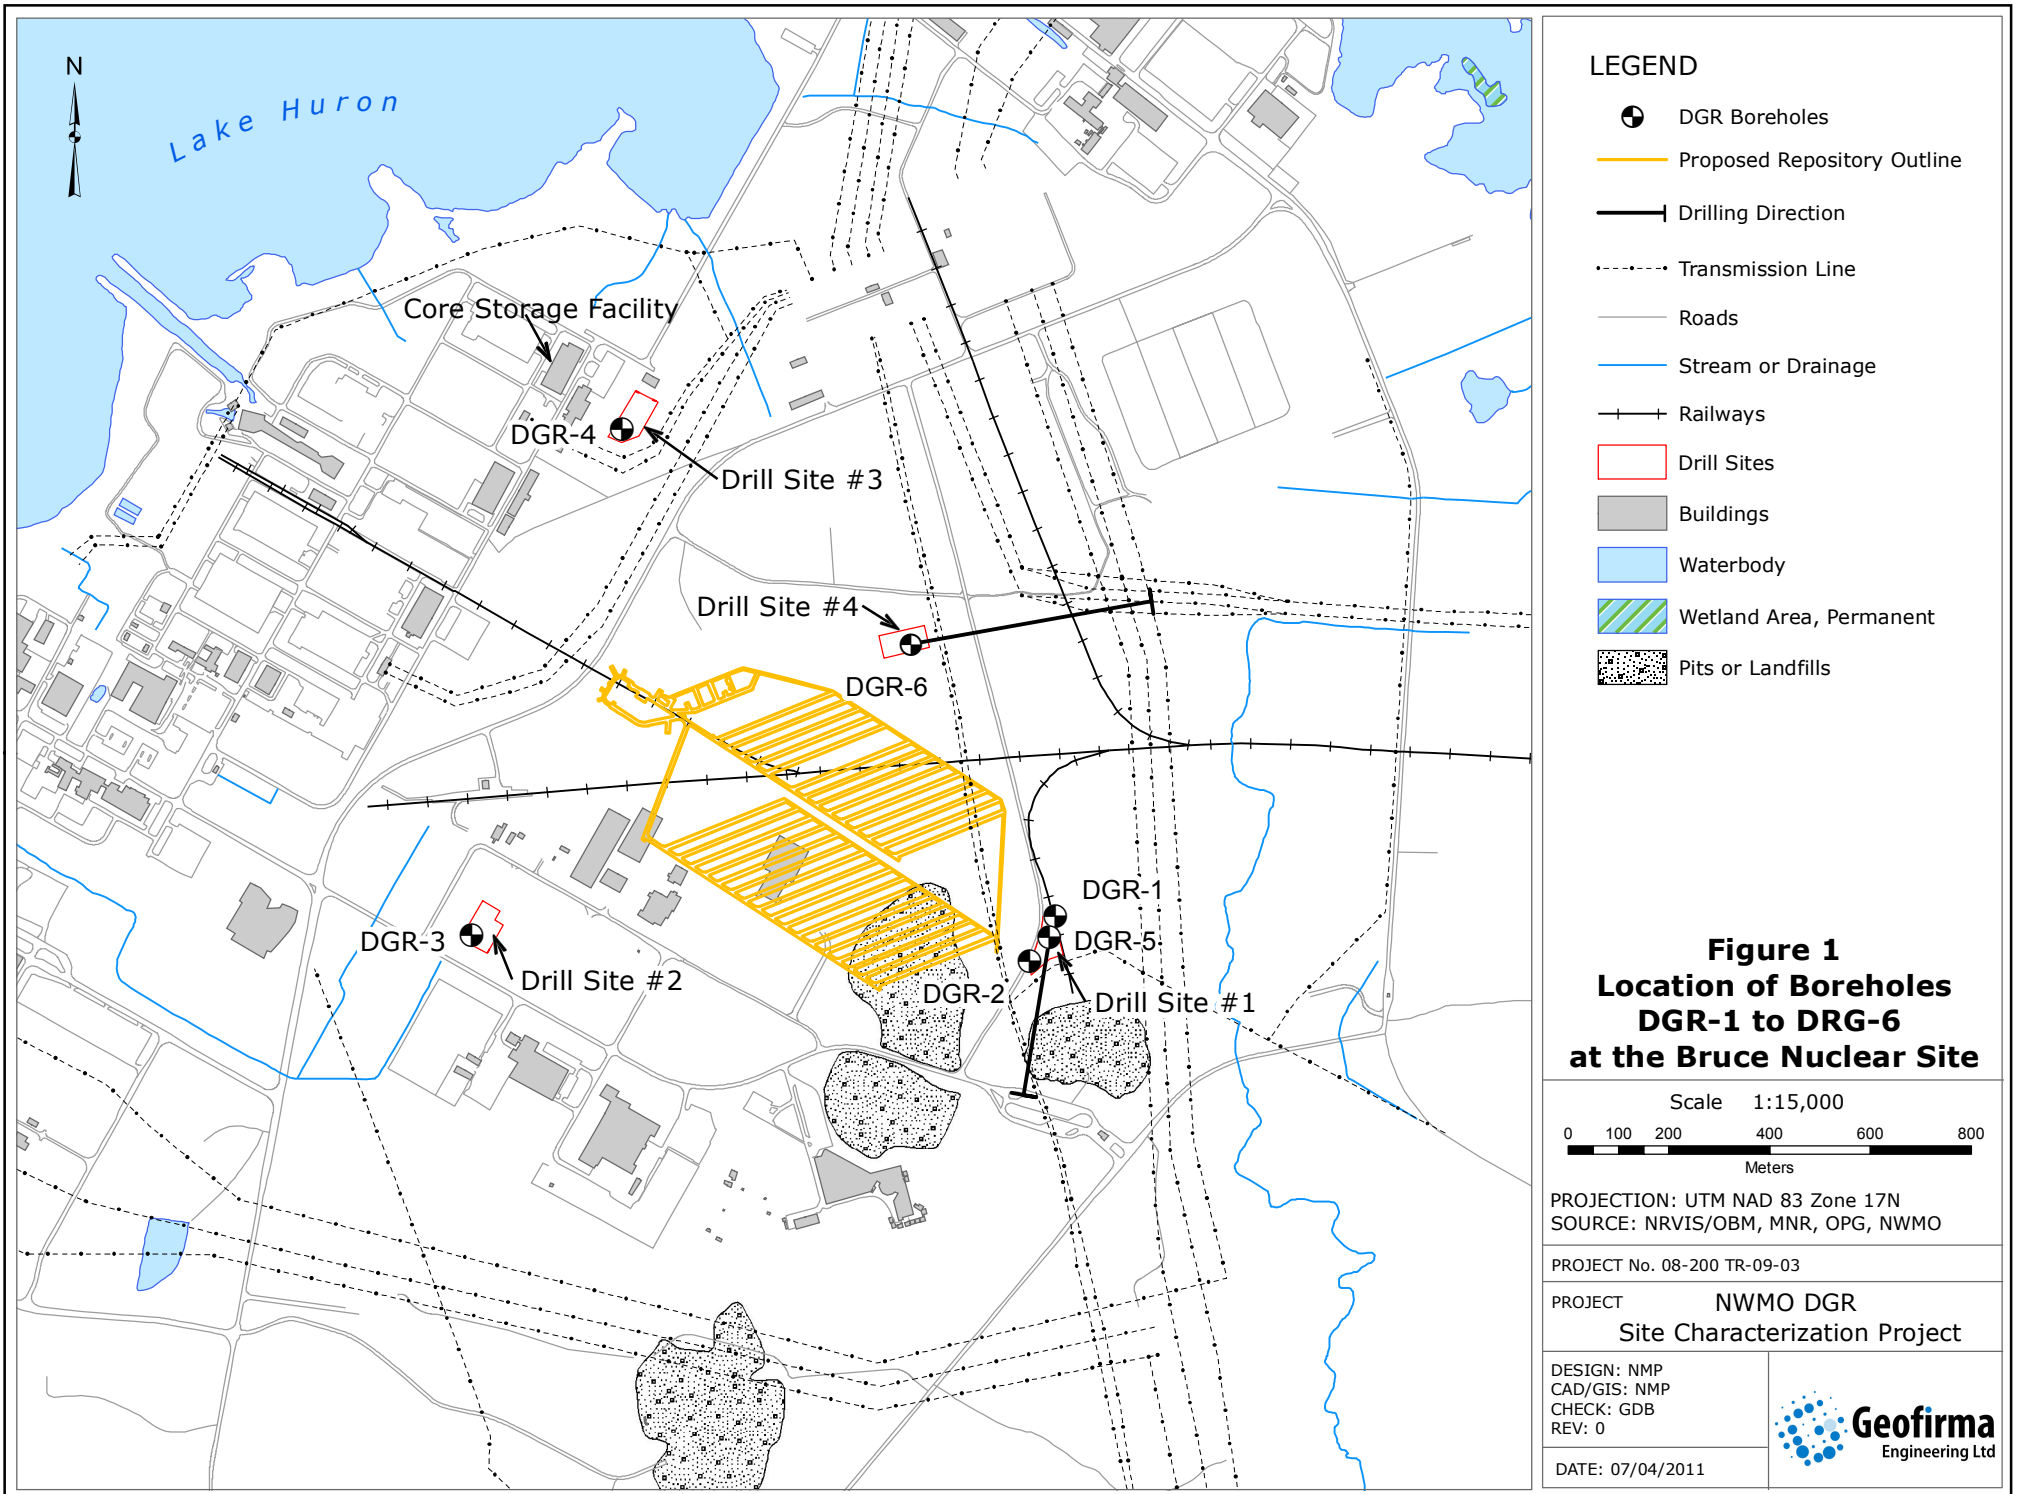 N
Lake Huron
Core Storage Facility
DGR-4
Drill Site #3
Drill Site #4
DGR-6
DGR-1
DGR-3
DGR-5
Drill Site #2
DGR-2
Drill Site #1
LEGEND
DGR Boreholes
Proposed Repository Outline
Drilling Direction
Transmission Line
Roads
Stream or Drainage
Railways
Drill Sites
Buildings
Waterbody
Wetland Area, Permanent
Pits or Landfills
Figure 1
Location of Boreholes
DGR-1 to DRG-6
at the Bruce Nuclear Site
Scale 1:15,000
0 100 200 400 600 800
Meters
PROJECTION: UTM NAD 83 Zone 17N
SOURCE: NRVIS/OBM, MNR, OPG, NWMO
PROJECT No. 08-200 TR-09-03
PROJECT NWMO DGR
Site Characterization Project
DESIGN: NMP
CAD/GIS: NMP
CHECK: GDB
REV: 0
DATE: 07/04/2011
Geofirma
Engineering Ltd